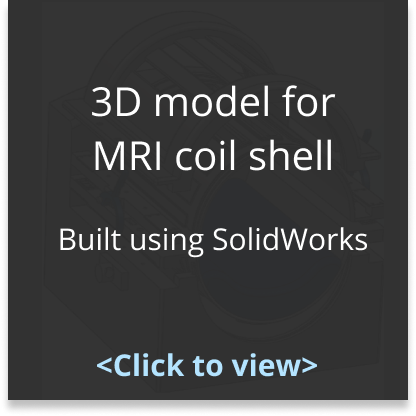 3D model for
MRI coil shell
Built using SolidWorks
<Click to view>